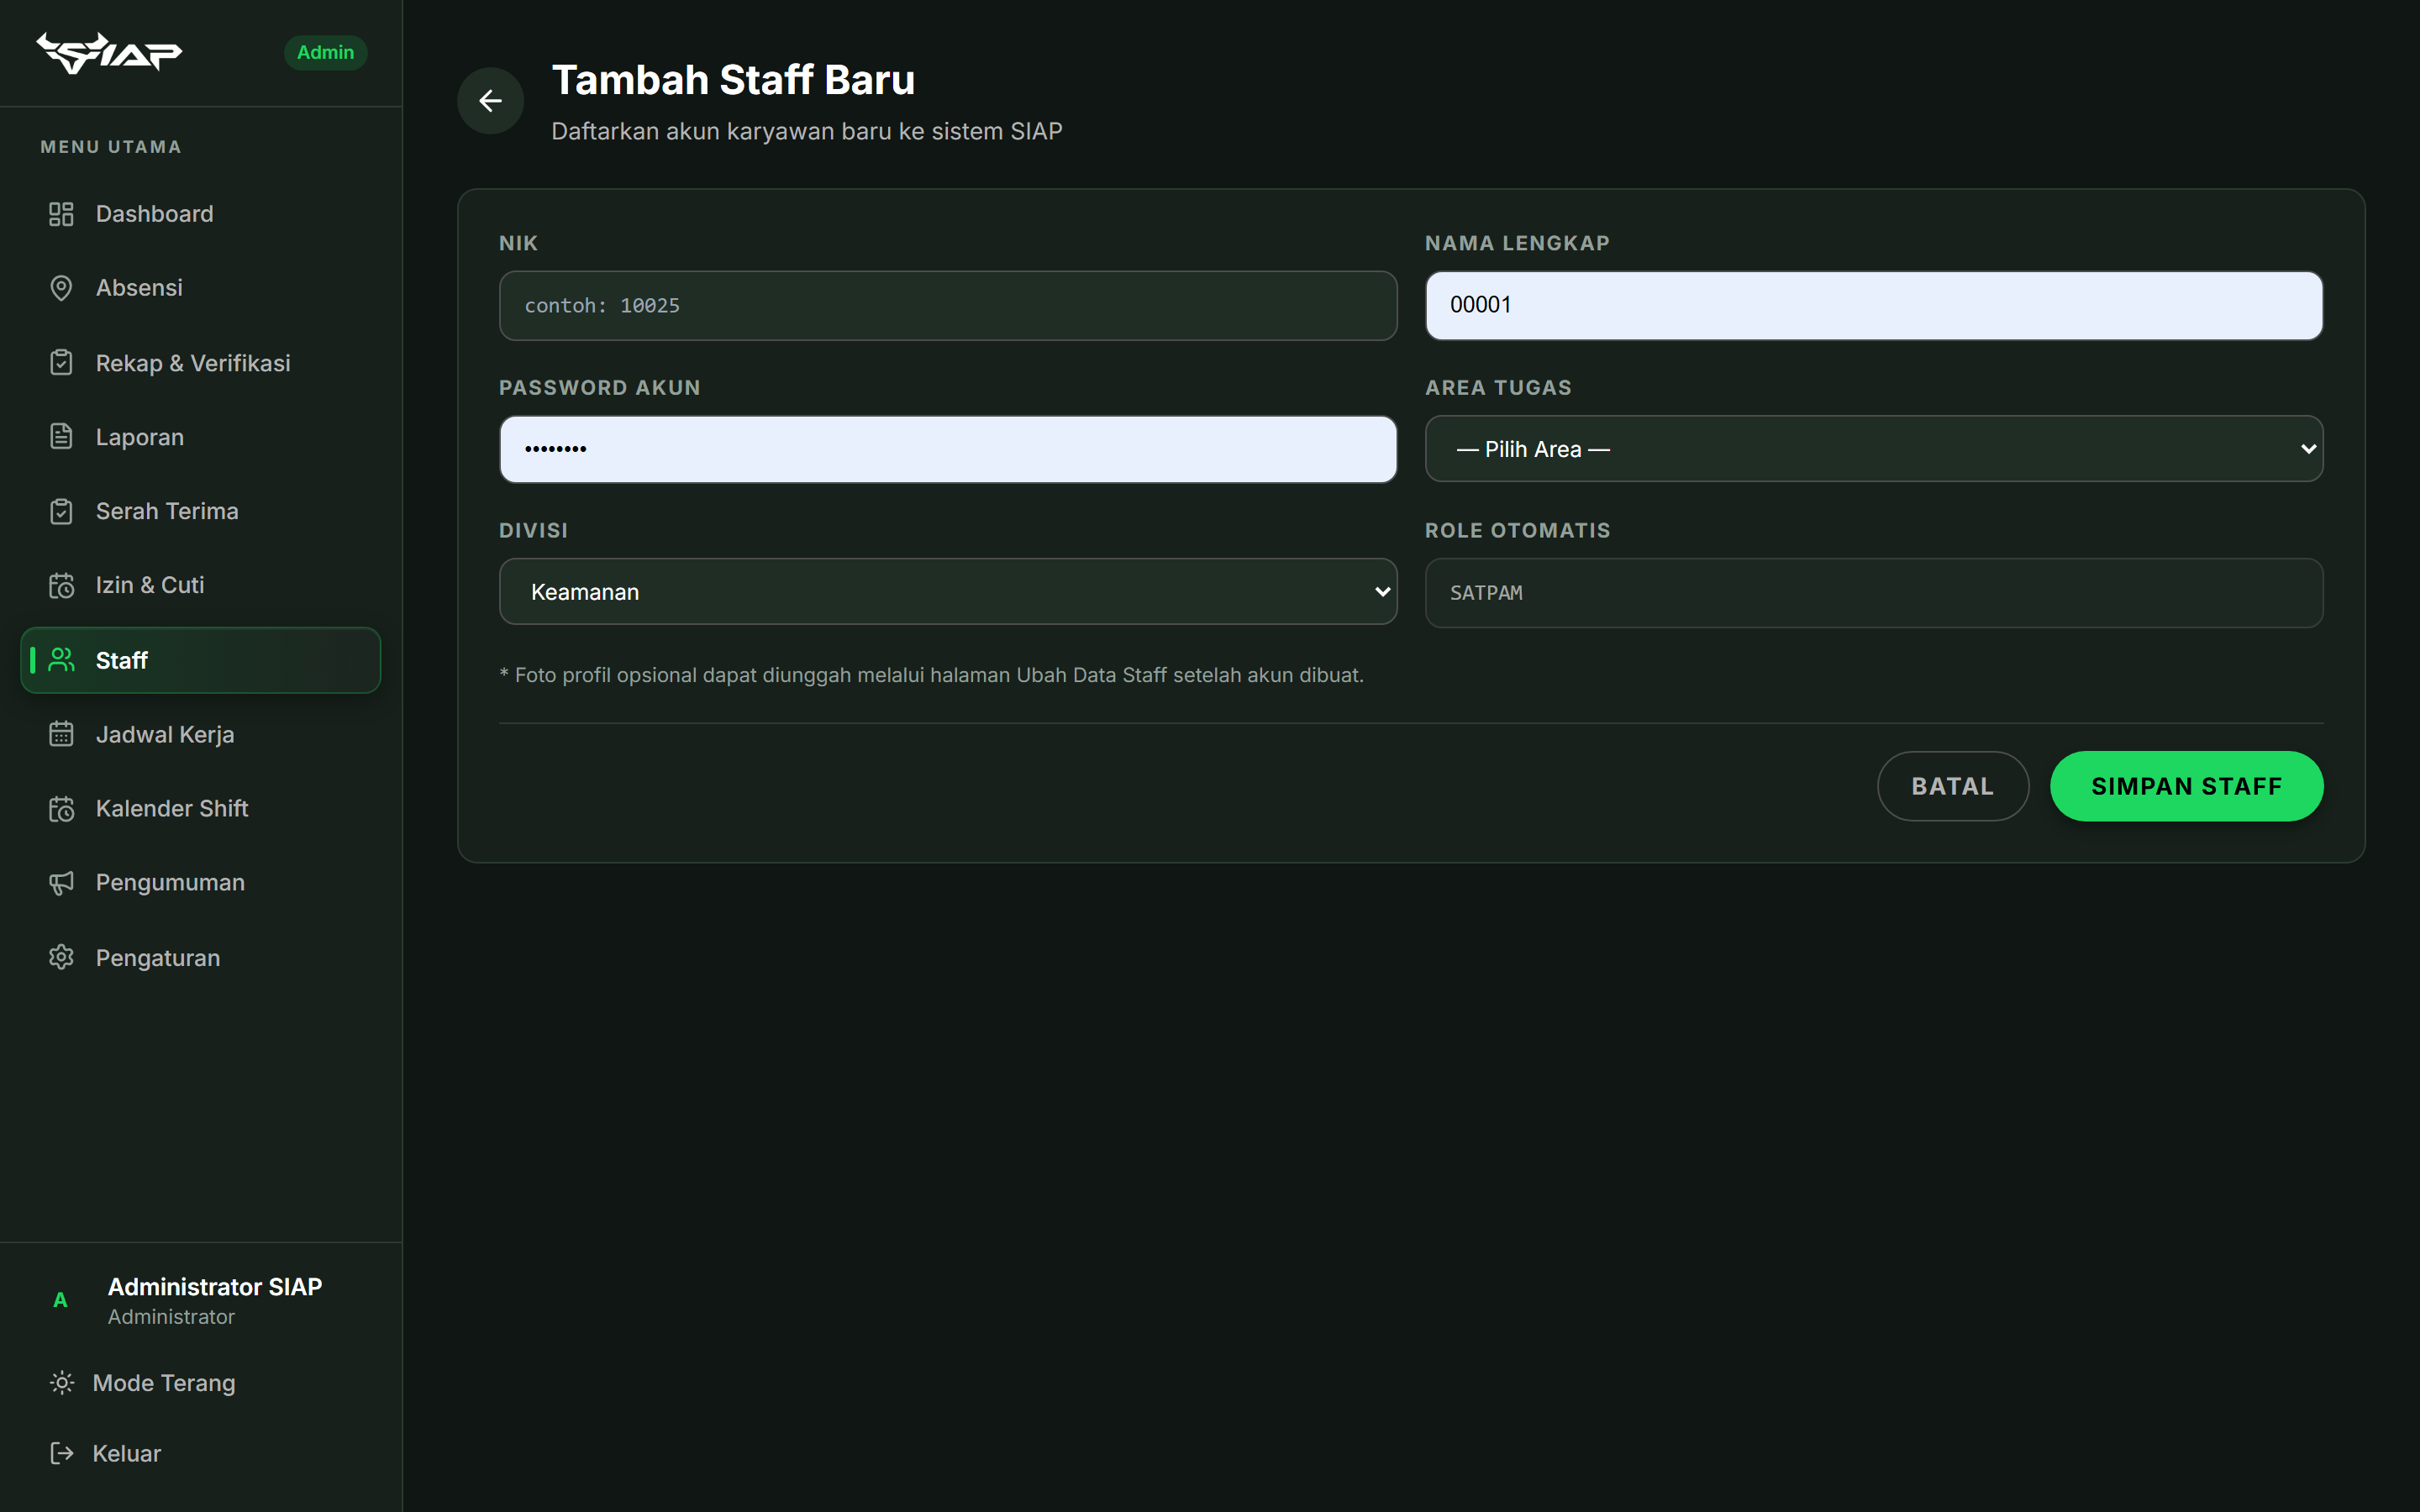 SIAP
Admin
MENU UTAMA
Dashboard
Absensi
Rekap & Verifikasi
Laporan
Serah Terima
Izin & Cuti
Staff
Jadwal Kerja
Kalender Shift
Pengumuman
Pengaturan
A
Administrator SIAP
Administrator
Mode Terang
Keluar
Tambah Staff Baru
Daftarkan akun karyawan baru ke sistem SIAP
NIK
contoh: 10025
NAMA LENGKAP
00001
PASSWORD AKUN
••••••••
AREA TUGAS
— Pilih Area —
DIVISI
Keamanan
ROLE OTOMATIS
SATPAM
* Foto profil opsional dapat diunggah melalui halaman Ubah Data Staff setelah akun dibuat.
BATAL
SIMPAN STAFF